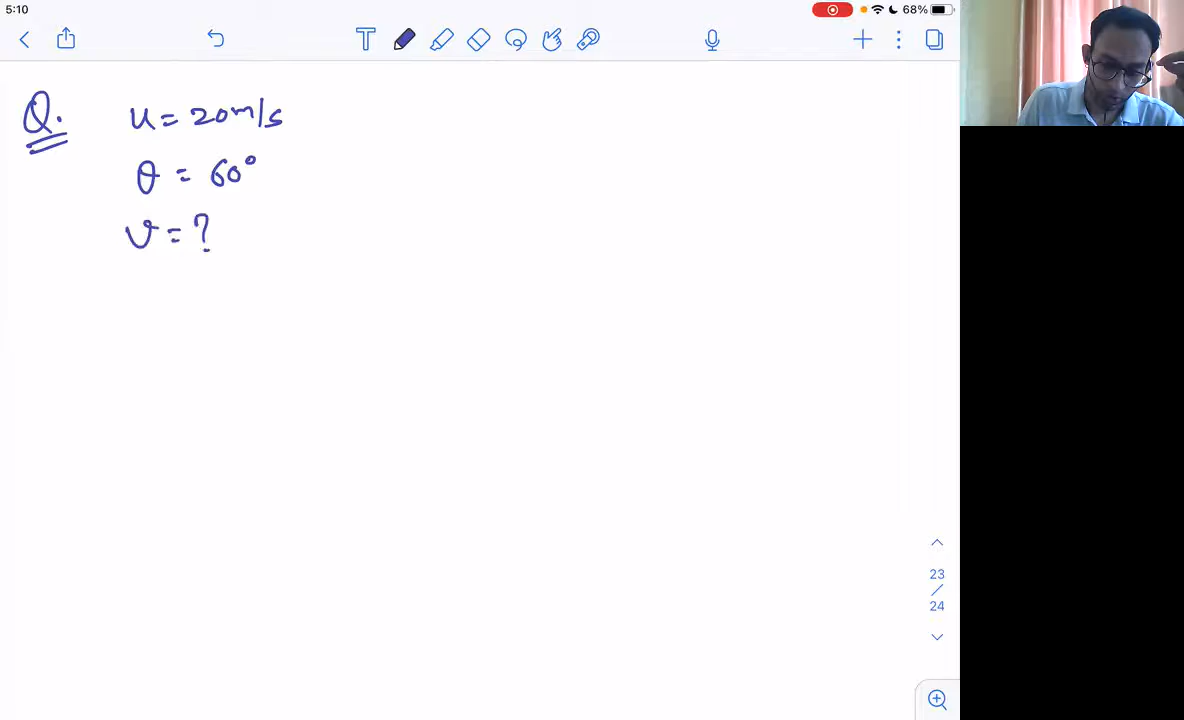 5:10
68%
T
Q. u = 20m/s
θ = 60°
v = ?
23
/
24